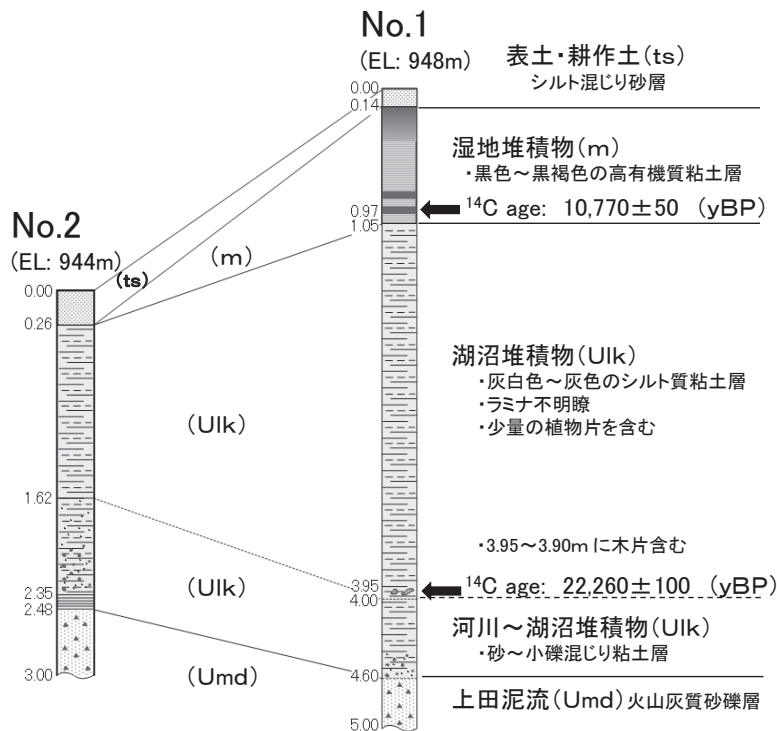 No.1
(EL: 948m)
0.00
0.14
0.97
1.05
3.95
4.00
4.60
5.00
表土・耕作土(ts)
シルト混じり砂層
湿地堆積物(m)
・黒色～黒褐色の高有機質粘土層
14C age: 10,770±50 (yBP)
湖沼堆積物(Ulk)
・灰白色～灰色のシルト質粘土層
・ラミナ不明瞭
・少量の植物片を含む
・3.95～3.90mに木片含む
14C age: 22,260±100 (yBP)
河川～湖沼堆積物(Ulk)
・砂～小礫混じり粘土層
上田泥流(Umd)火山灰質砂礫層
No.2
(EL: 944m)
0.00
0.26
1.62
2.35
2.48
3.00
(ts)
(m)
(Ulk)
(Ulk)
(Umd)